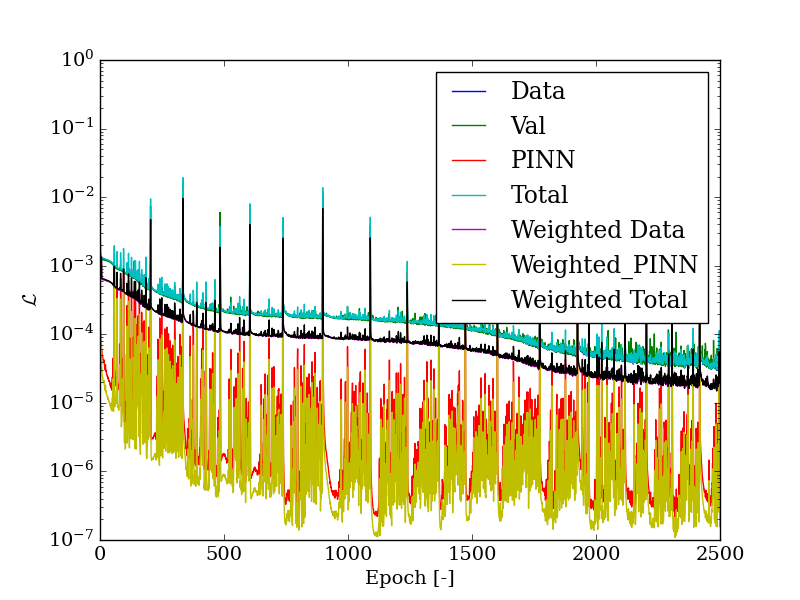 10^0
10^-1
10^-2
10^-3
10^-4
10^-5
10^-6
10^-7
ℒ
0 500 1000 1500 2000 2500
Epoch [-]
Data
Val
PINN
Total
Weighted Data
Weighted_PINN
Weighted Total